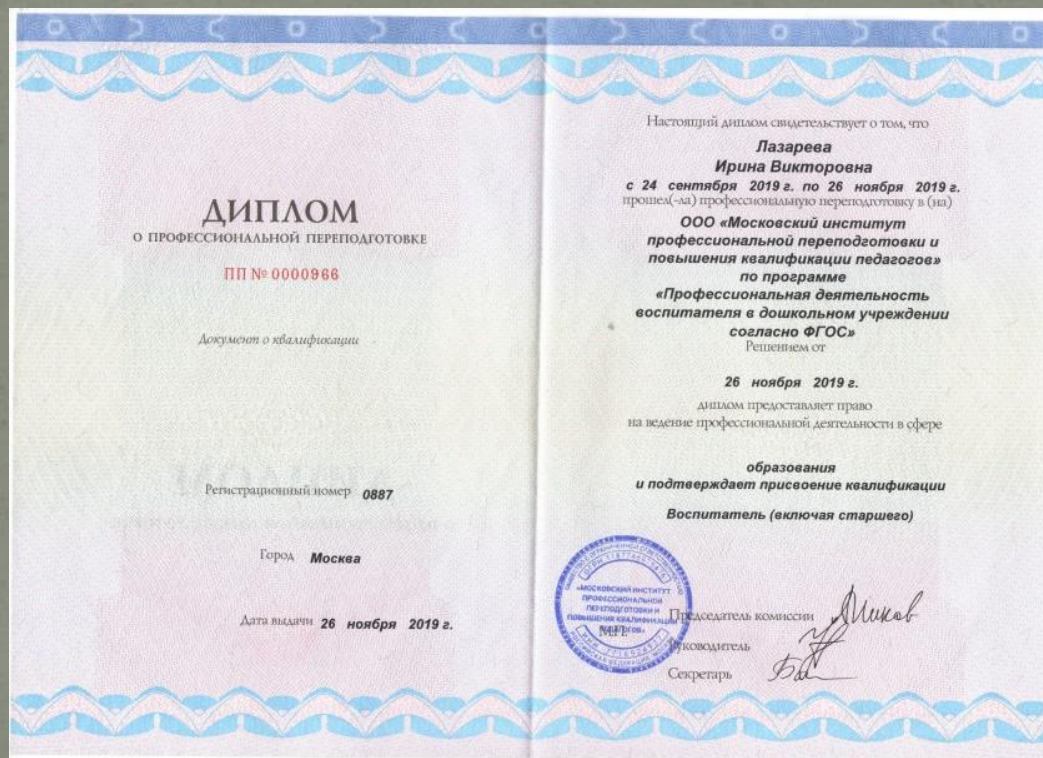 ДИПЛОМ
О ПРОФЕССИОНАЛЬНОЙ ПЕРЕПОДГОТОВКЕ
ПП № 0000966
Документ о квалификации
Регистрационный номер 0887
Город Москва
Дата выдачи 26 ноября 2019 г.
Настоящий диплом свидетельствует о том, что
Лазарева
Ирина Викторовна
с 24 сентября 2019 г. по 26 ноября 2019 г.
прошел(-ла) профессиональную переподготовку в (на)
ООО «Московский институт
профессиональной переподготовки и
повышения квалификации педагогов»
по программе
«Профессиональная деятельность
воспитателя в дошкольном учреждении
согласно ФГОС»
Решением от
26 ноября 2019 г.
диплом предоставляет право
на ведение профессиональной деятельности в сфере
образования
и подтверждает присвоение квалификации
Воспитатель (включая старшего)
«МОСКОВСКИЙ ИНСТИТУТ
ПРОФЕССИОНАЛЬНОЙ
ПЕРЕПОДГОТОВКИ И
ПОВЫШЕНИЯ КВАЛИФИКАЦИИ
ПЕДАГОГОВ»
М.П.
Председатель комиссии
Руководитель
Секретарь